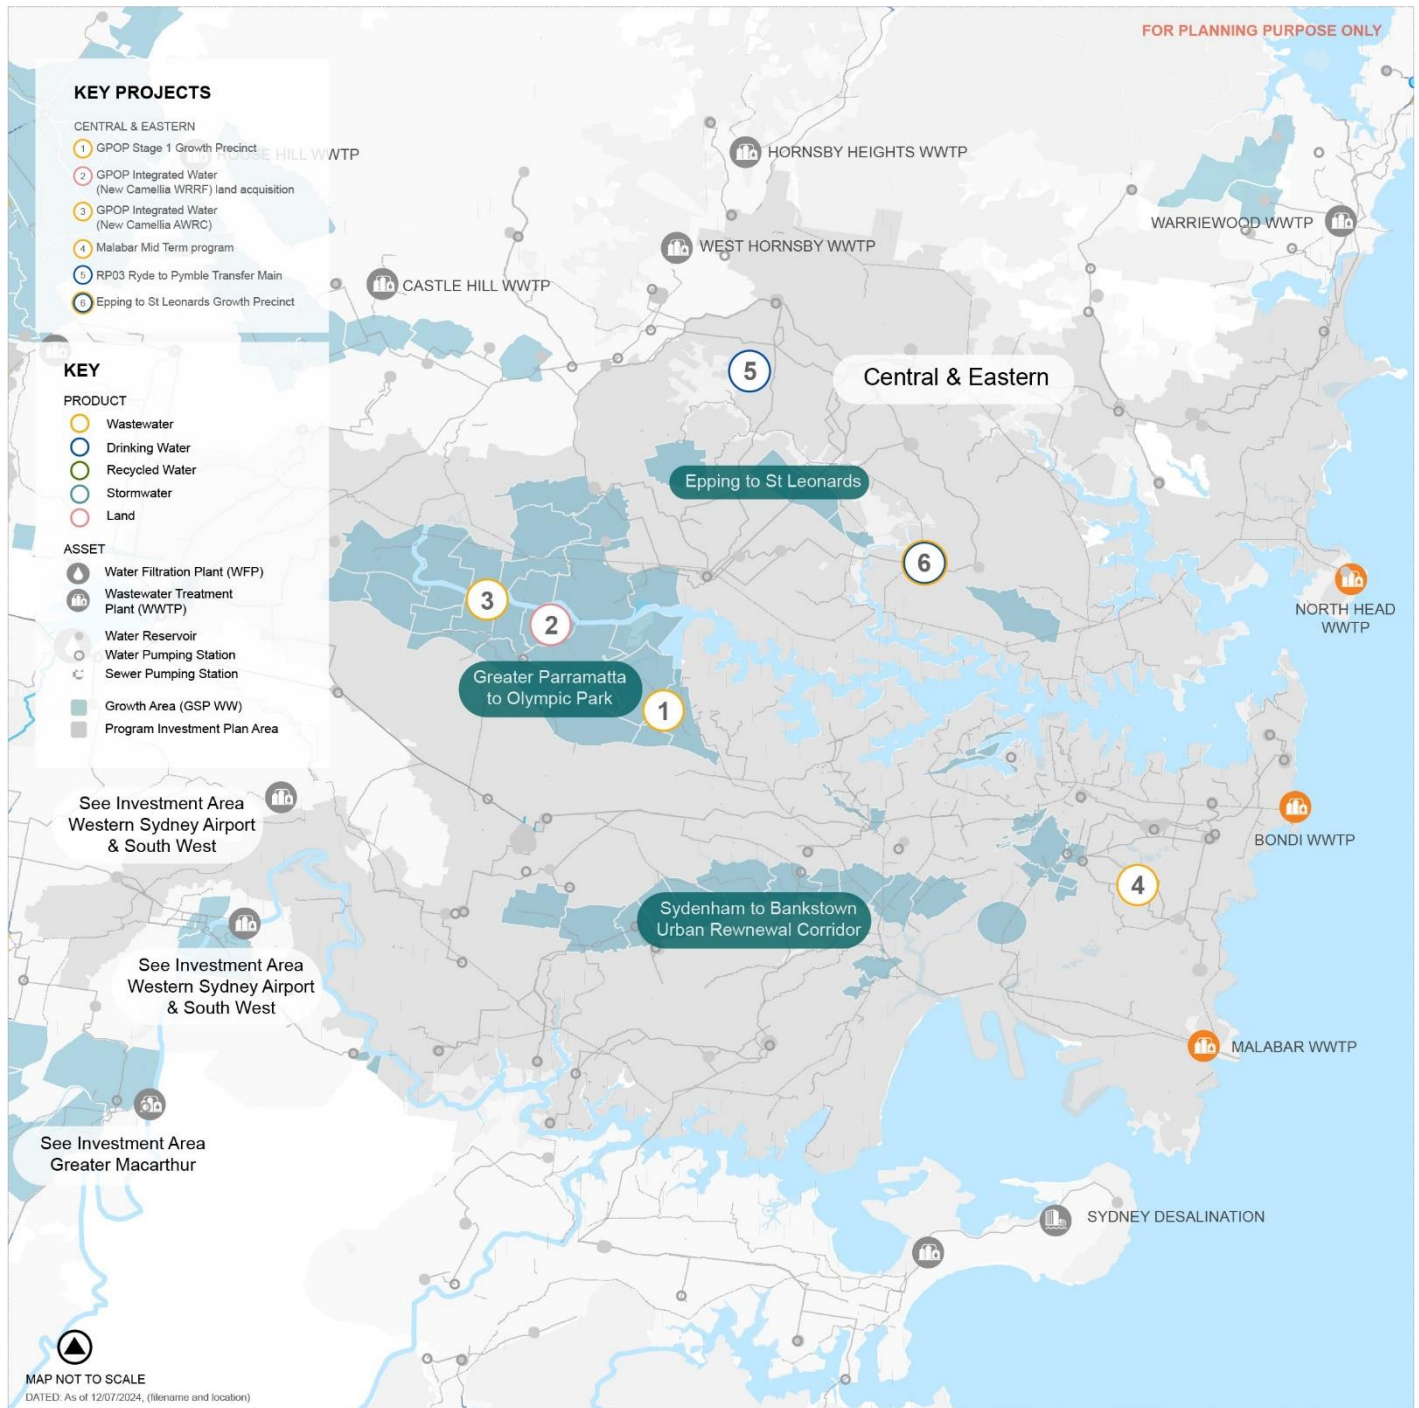 FOR PLANNING PURPOSE ONLY
KEY PROJECTS
CENTRAL & EASTERN
1 GPOP Stage 1 Growth Precinct
2 GPOP Integrated Water
(New Camellia WRRF) land acquisition
3 GPOP Integrated Water
(New Camellia AWRC)
4 Malabar Mid Term program
5 RP03 Ryde to Pymble Transfer Main
6 Epping to St Leonards Growth Precinct
ROUSE HILL WWTP
KEY
PRODUCT
Wastewater
Drinking Water
Recycled Water
Stormwater
Land
ASSET
Water Filtration Plant (WFP)
Wastewater Treatment
Plant (WWTP)
Water Reservoir
Water Pumping Station
Sewer Pumping Station
Growth Area (GSP WW)
Program Investment Plan Area
HORNSBY HEIGHTS WWTP
WARRIEWOOD WWTP
WEST HORNSBY WWTP
CASTLE HILL WWTP
5
Central & Eastern
Epping to St Leonards
6
3
2
NORTH HEAD
WWTP
Greater Parramatta
to Olympic Park
1
See Investment Area
Western Sydney Airport
& South West
BONDI WWTP
4
Sydenham to Bankstown
Urban Rewnewal Corridor
See Investment Area
Western Sydney Airport
& South West
MALABAR WWTP
See Investment Area
Greater Macarthur
SYDNEY DESALINATION
MAP NOT TO SCALE
DATED: As of 12/07/2024, (filename and location)